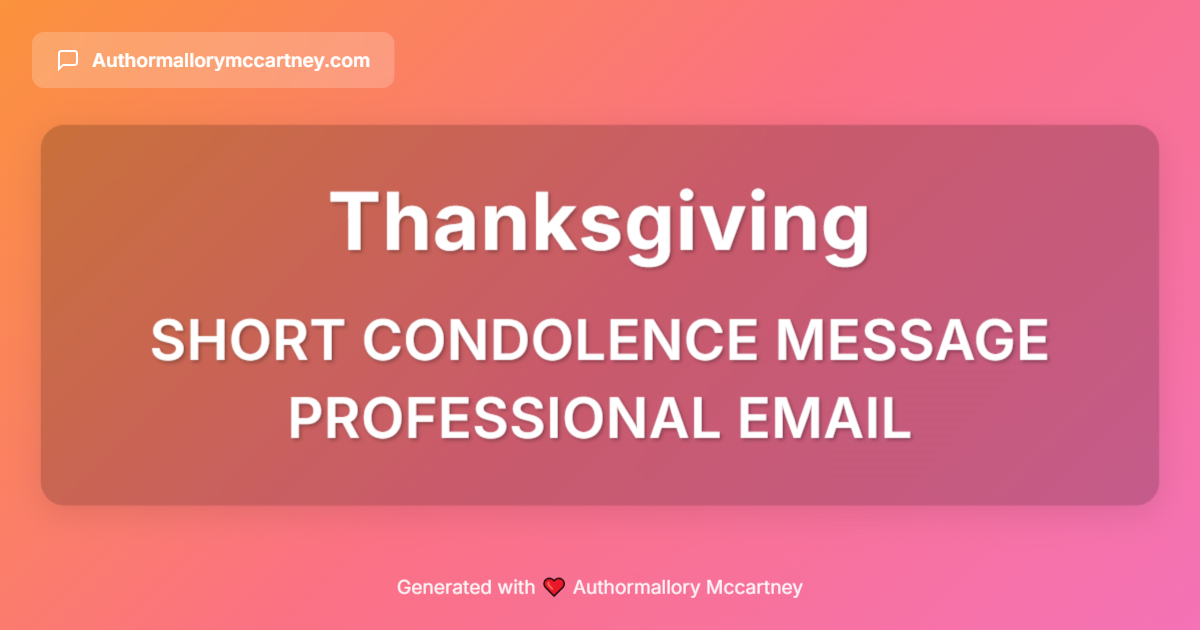 Authormallorymccartney.com
Thanksgiving
SHORT CONDOLENCE MESSAGE
PROFESSIONAL EMAIL
Generated with ❤️ Authormallory Mccartney